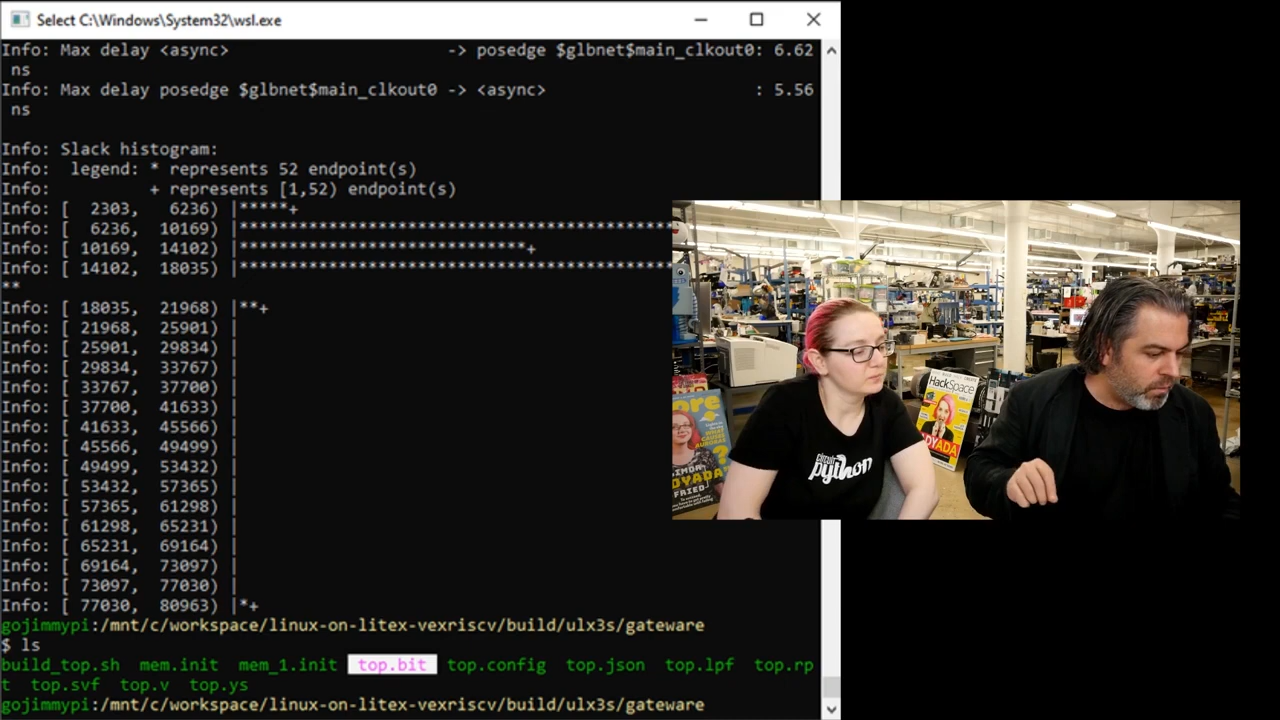 Select C:\Windows\System32\wsl.exe
Info: Max delay <async> -> posedge $glbnet$main_clkout0: 6.62
ns
Info: Max delay posedge $glbnet$main_clkout0 -> <async> : 5.56
ns
Info: Slack histogram:
Info: legend: * represents 52 endpoint(s)
Info: + represents [1,52) endpoint(s)
Info: [ 2303, 6236) |*****+
Info: [ 6236, 10169) |********************************************
Info: [ 10169, 14102) |*****************************+
Info: [ 14102, 18035) |********************************************
**
Info: [ 18035, 21968) |**+
Info: [ 21968, 25901) |
Info: [ 25901, 29834) |
Info: [ 29834, 33767) |
Info: [ 33767, 37700) |
Info: [ 37700, 41633) |
Info: [ 41633, 45566) |
Info: [ 45566, 49499) |
Info: [ 49499, 53432) |
Info: [ 53432, 57365) |
Info: [ 57365, 61298) |
Info: [ 61298, 65231) |
Info: [ 65231, 69164) |
Info: [ 69164, 73097) |
Info: [ 73097, 77030) |
Info: [ 77030, 80963) |*+
gojimmypi:/mnt/c/workspace/linux-on-litex-vexriscv/build/ulx3s/gateware
$ ls
build_top.sh mem.init mem_1.init top.bit top.config top.json top.lpf top.rp
t top.svf top.v top.ys
gojimmypi:/mnt/c/workspace/linux-on-litex-vexriscv/build/ulx3s/gateware
circuit
python
HackSpace
FRIED